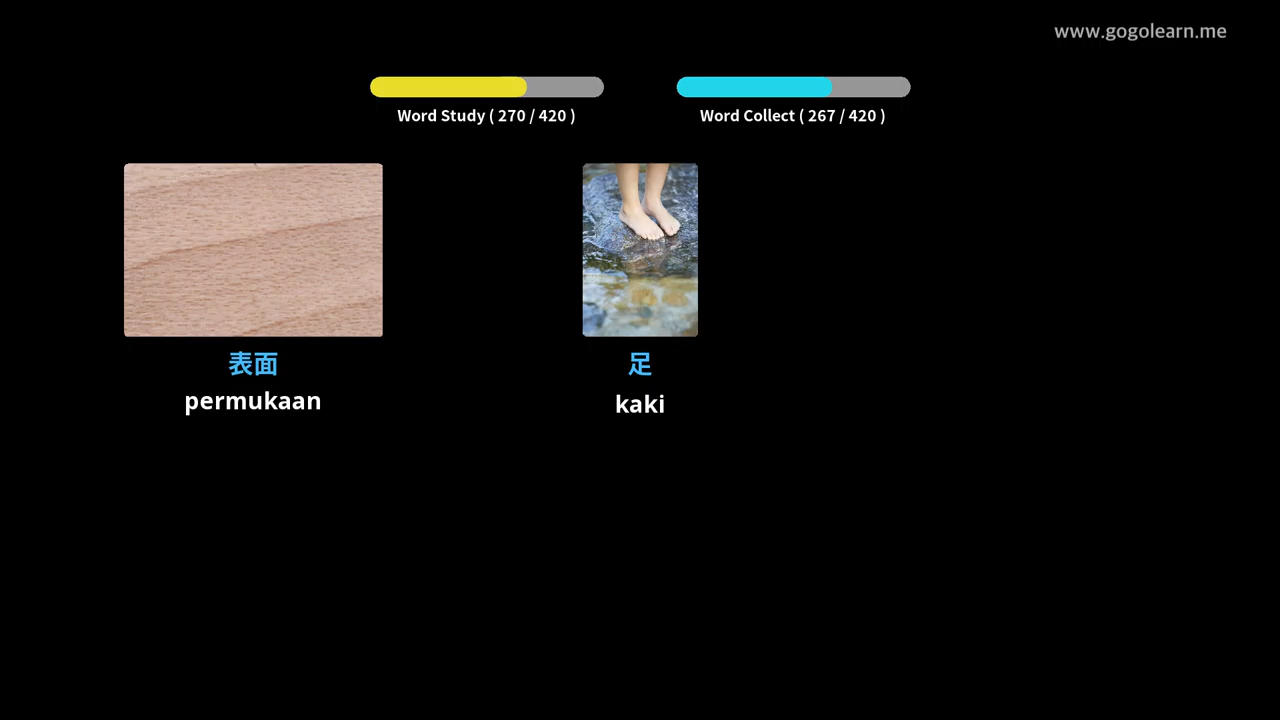 www.gogolearn.me
Word Study ( 270 / 420 )
Word Collect ( 267 / 420 )
表面
permukaan
足
kaki